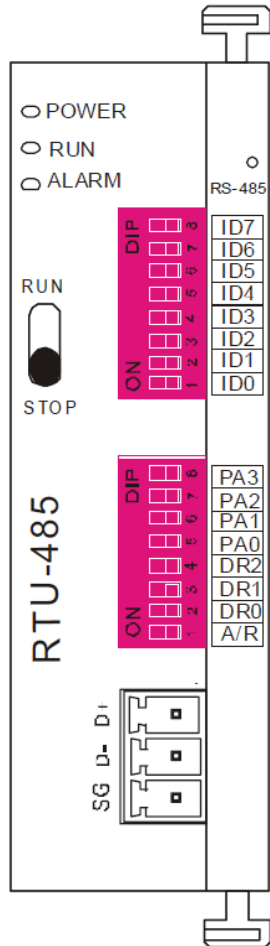 POWER
RUN
ALARM
RS-485
RUN
STOP
DIP
ON
8
7
6
5
4
3
2
1
ID7
ID6
ID5
ID4
ID3
ID2
ID1
ID0
RTU-485
DIP
ON
8
7
6
5
4
3
2
1
PA3
PA2
PA1
PA0
DR2
DR1
DR0
A/R
D+
D-
SG